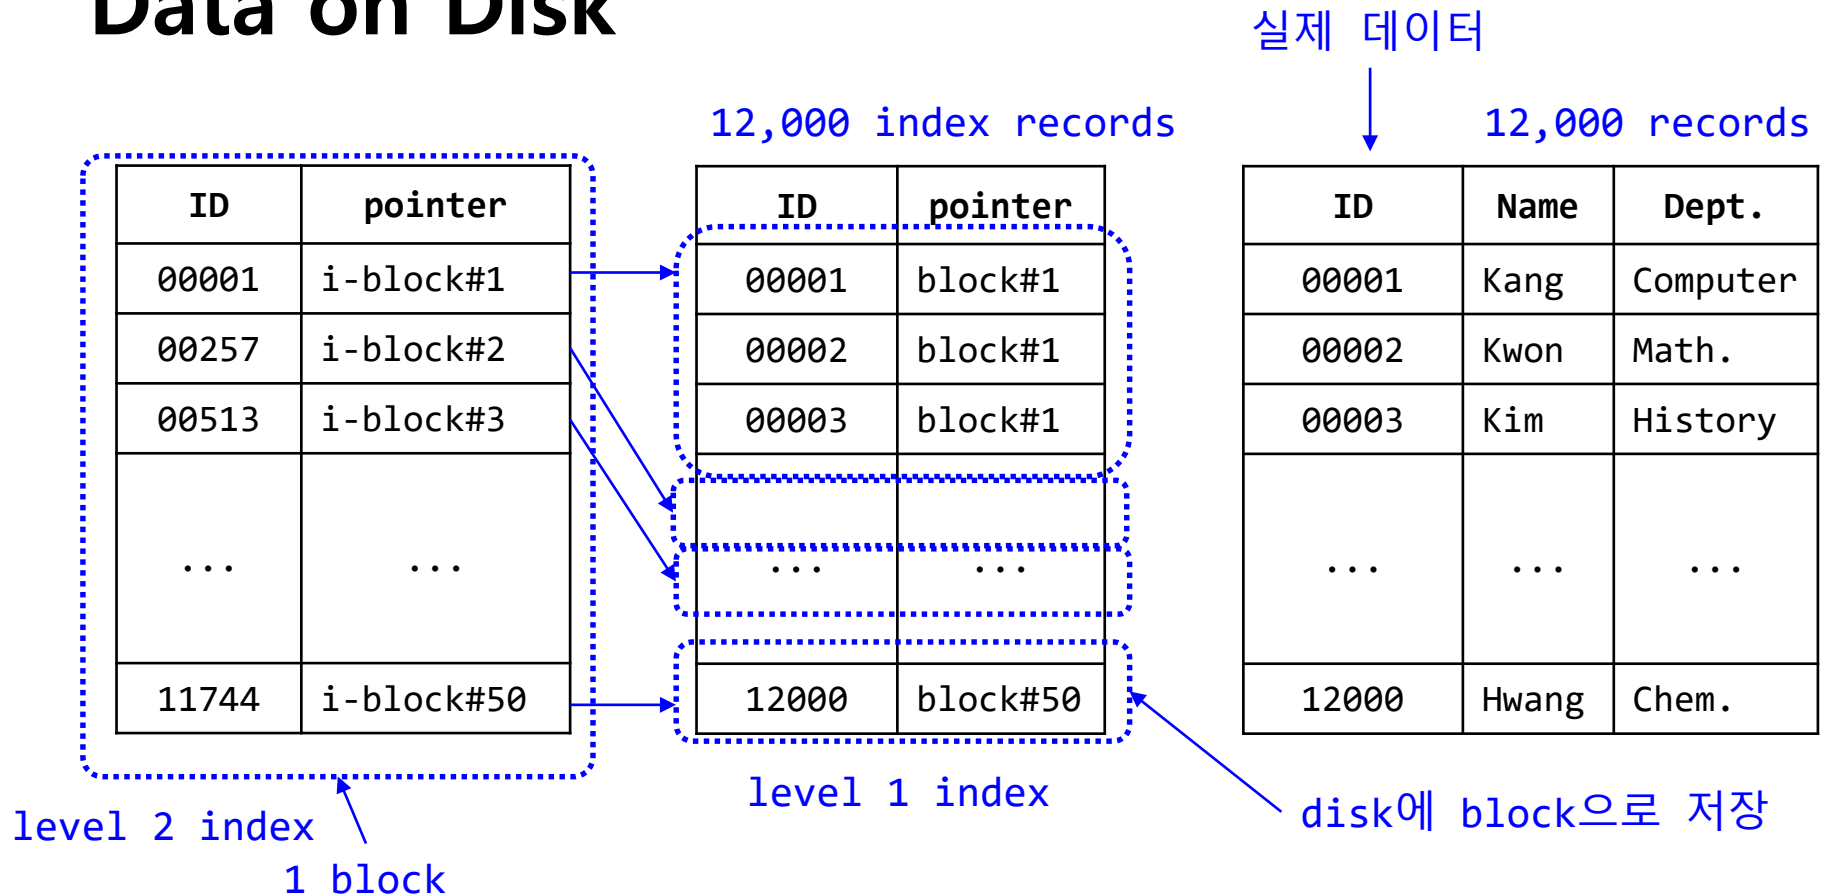 Data on Disk
실제 데이터
12,000 index records
12,000 records
ID pointer
00001 i-block#1
00257 i-block#2
00513 i-block#3
... ...
11744 i-block#50
ID pointer
00001 block#1
00002 block#1
00003 block#1
... ...
12000 block#50
ID Name Dept.
00001 Kang Computer
00002 Kwon Math.
00003 Kim History
... ... ...
12000 Hwang Chem.
level 2 index
1 block
level 1 index
disk에 block으로 저장